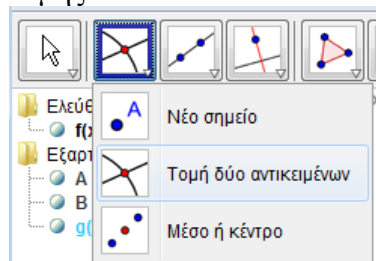 Ελεύθ
f(x
Εξαρτ
A
B
g(
A
Νέο σημείο
Τομή δύο αντικειμένων
Μέσο ή κέντρο